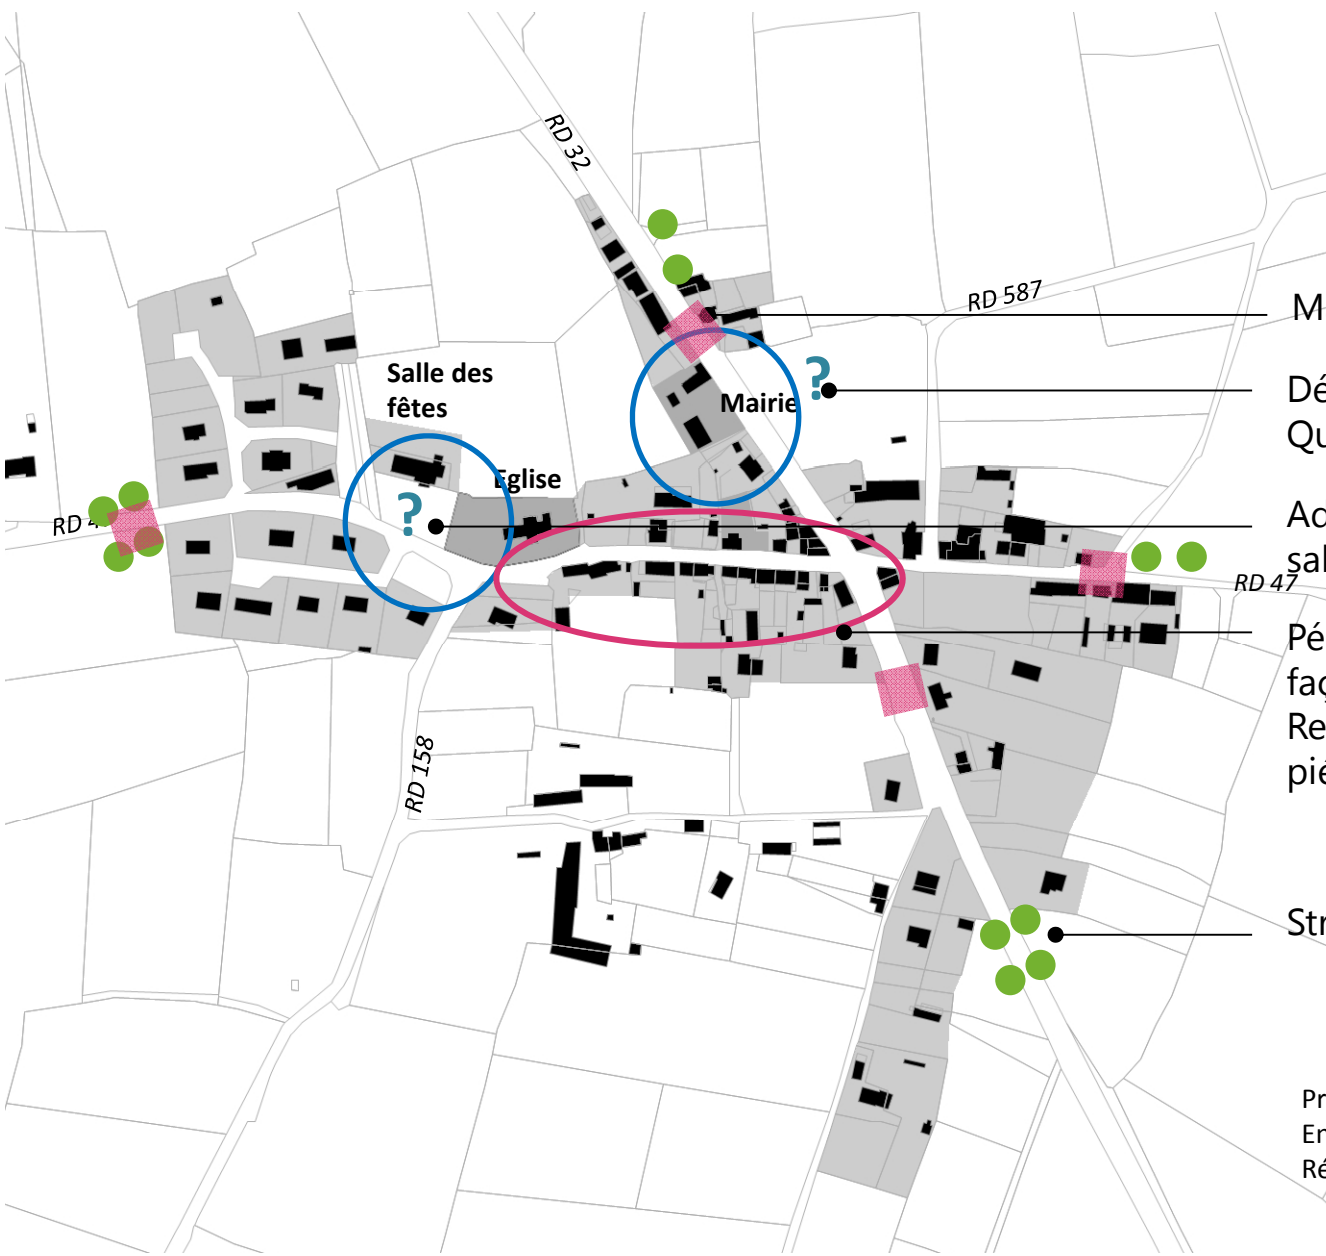 RD 32
RD 587
M
?
Dé
Qu
Salle des
fêtes
Mairie
Eglise
?
RD 4
Ad
sal
RD 47
Pé
faç
Re
pié
RD 158
Str
Pr
En
Ré